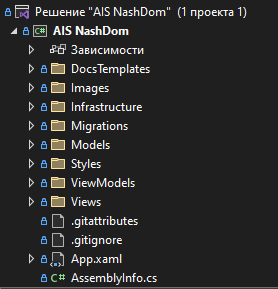 Решение "AIS NashDom" (1 проекта 1)
AIS NashDom
Зависимости
DocsTemplates
Images
Infrastructure
Migrations
Models
Styles
ViewModels
Views
.gitattributes
.gitignore
App.xaml
C# AssemblyInfo.cs